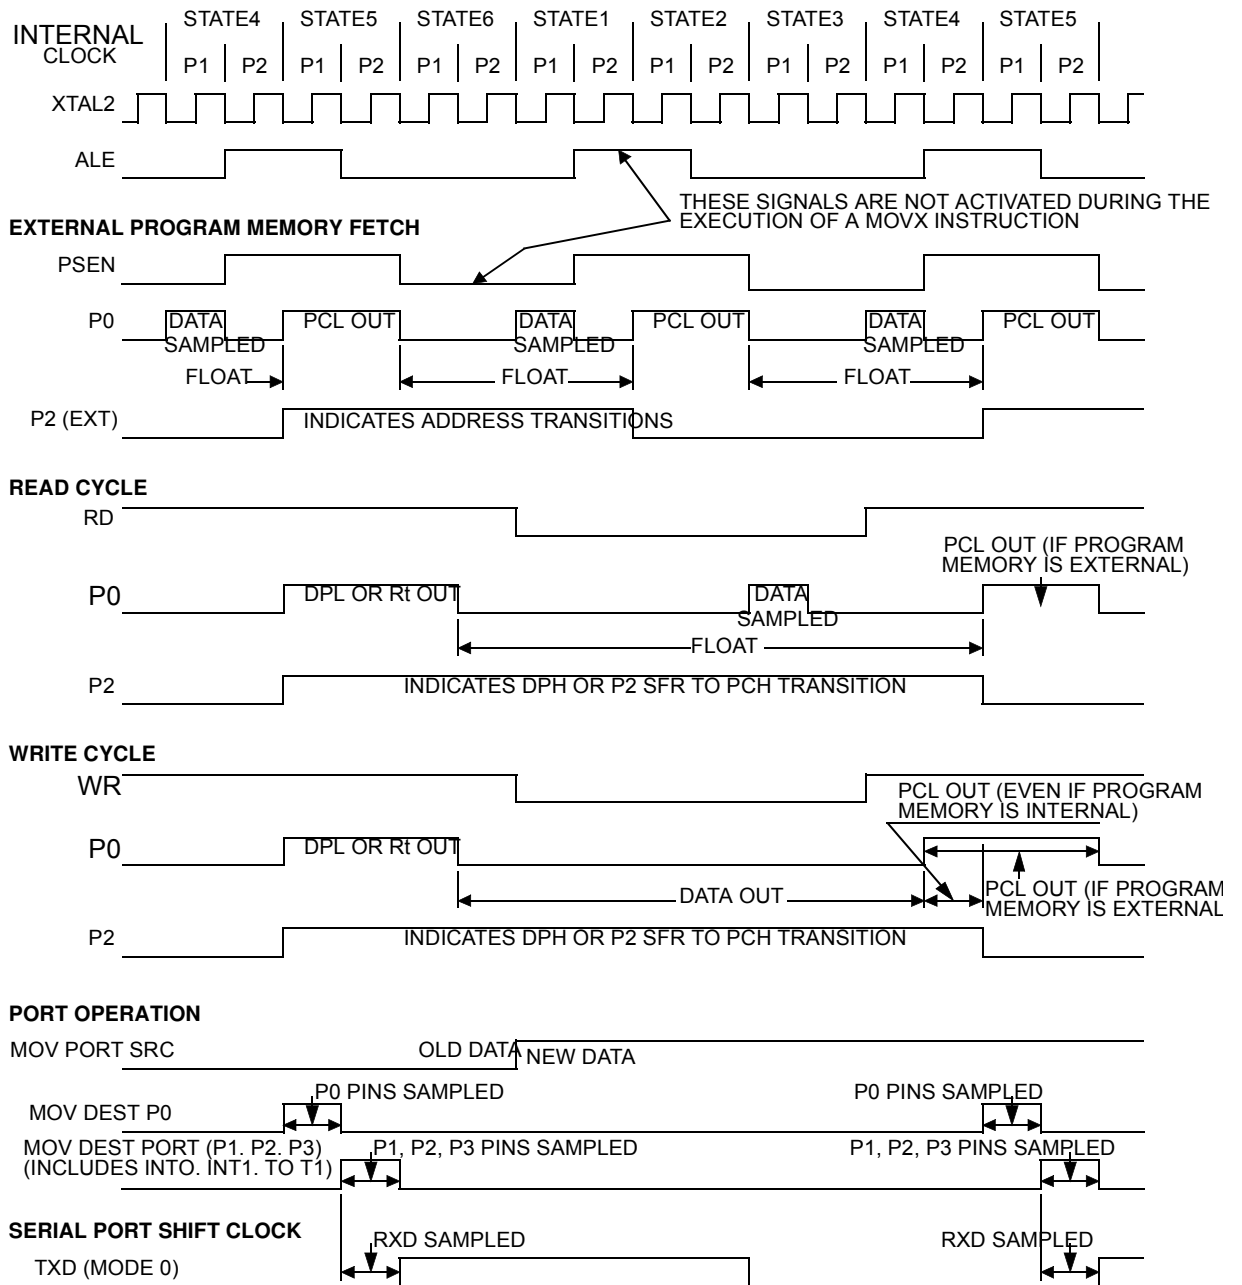 INTERNAL CLOCK
STATE4 STATE5 STATE6 STATE1 STATE2 STATE3 STATE4 STATE5
P1 P2 P1 P2 P1 P2 P1 P2 P1 P2 P1 P2 P1 P2 P1 P2
XTAL2
ALE
THESE SIGNALS ARE NOT ACTIVATED DURING THE
EXECUTION OF A MOVX INSTRUCTION
EXTERNAL PROGRAM MEMORY FETCH
PSEN
P0 DATA PCL OUT DATA PCL OUT DATA PCL OUT
SAMPLED SAMPLED SAMPLED
FLOAT FLOAT FLOAT
P2 (EXT) INDICATES ADDRESS TRANSITIONS
READ CYCLE
RD
PCL OUT (IF PROGRAM
MEMORY IS EXTERNAL)
P0 DPL OR Rt OUT DATA
SAMPLED
FLOAT
P2 INDICATES DPH OR P2 SFR TO PCH TRANSITION
WRITE CYCLE
WR
PCL OUT (EVEN IF PROGRAM
MEMORY IS INTERNAL)
P0 DPL OR Rt OUT
DATA OUT
PCL OUT (IF PROGRAM
MEMORY IS EXTERNAL
P2 INDICATES DPH OR P2 SFR TO PCH TRANSITION
PORT OPERATION
MOV PORT SRC OLD DATA NEW DATA
P0 PINS SAMPLED P0 PINS SAMPLED
MOV DEST P0
MOV DEST PORT (P1. P2. P3) P1, P2, P3 PINS SAMPLED P1, P2, P3 PINS SAMPLED
(INCLUDES INTO. INT1. TO T1)
SERIAL PORT SHIFT CLOCK
RXD SAMPLED RXD SAMPLED
TXD (MODE 0)